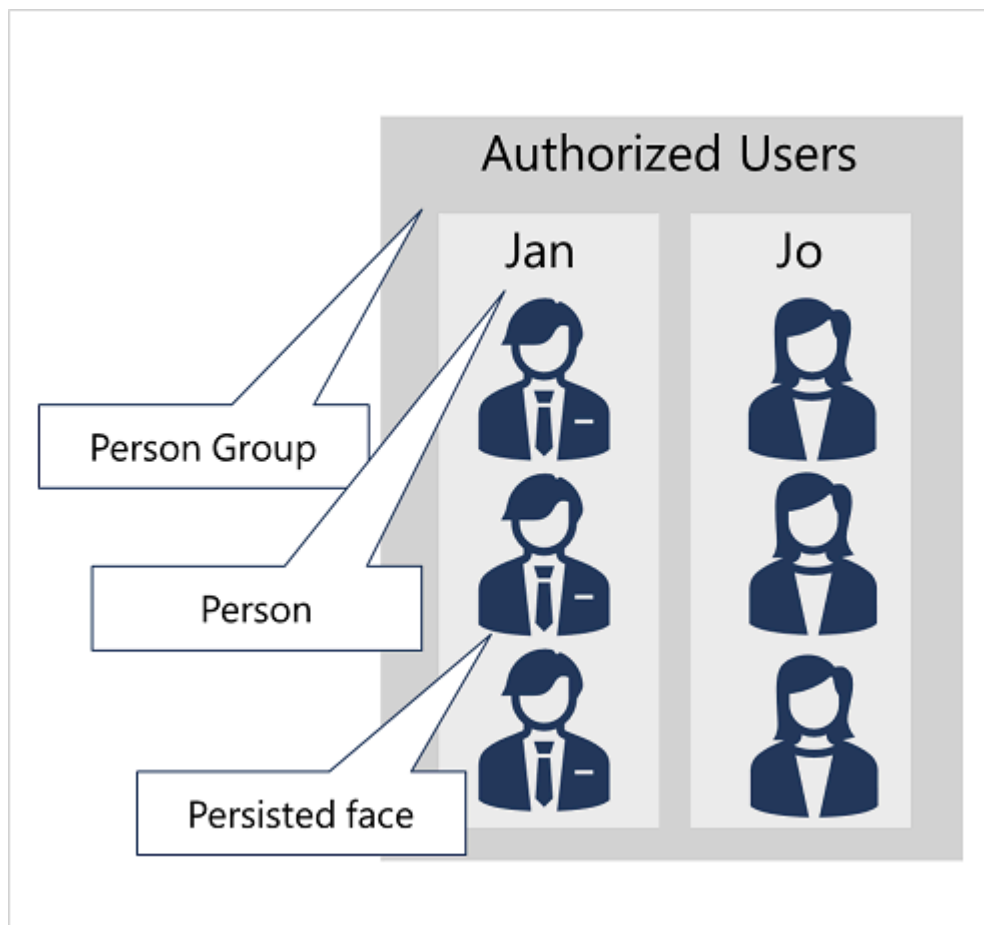 Authorized Users
Jan
Jo
Person Group
Person
Persisted face